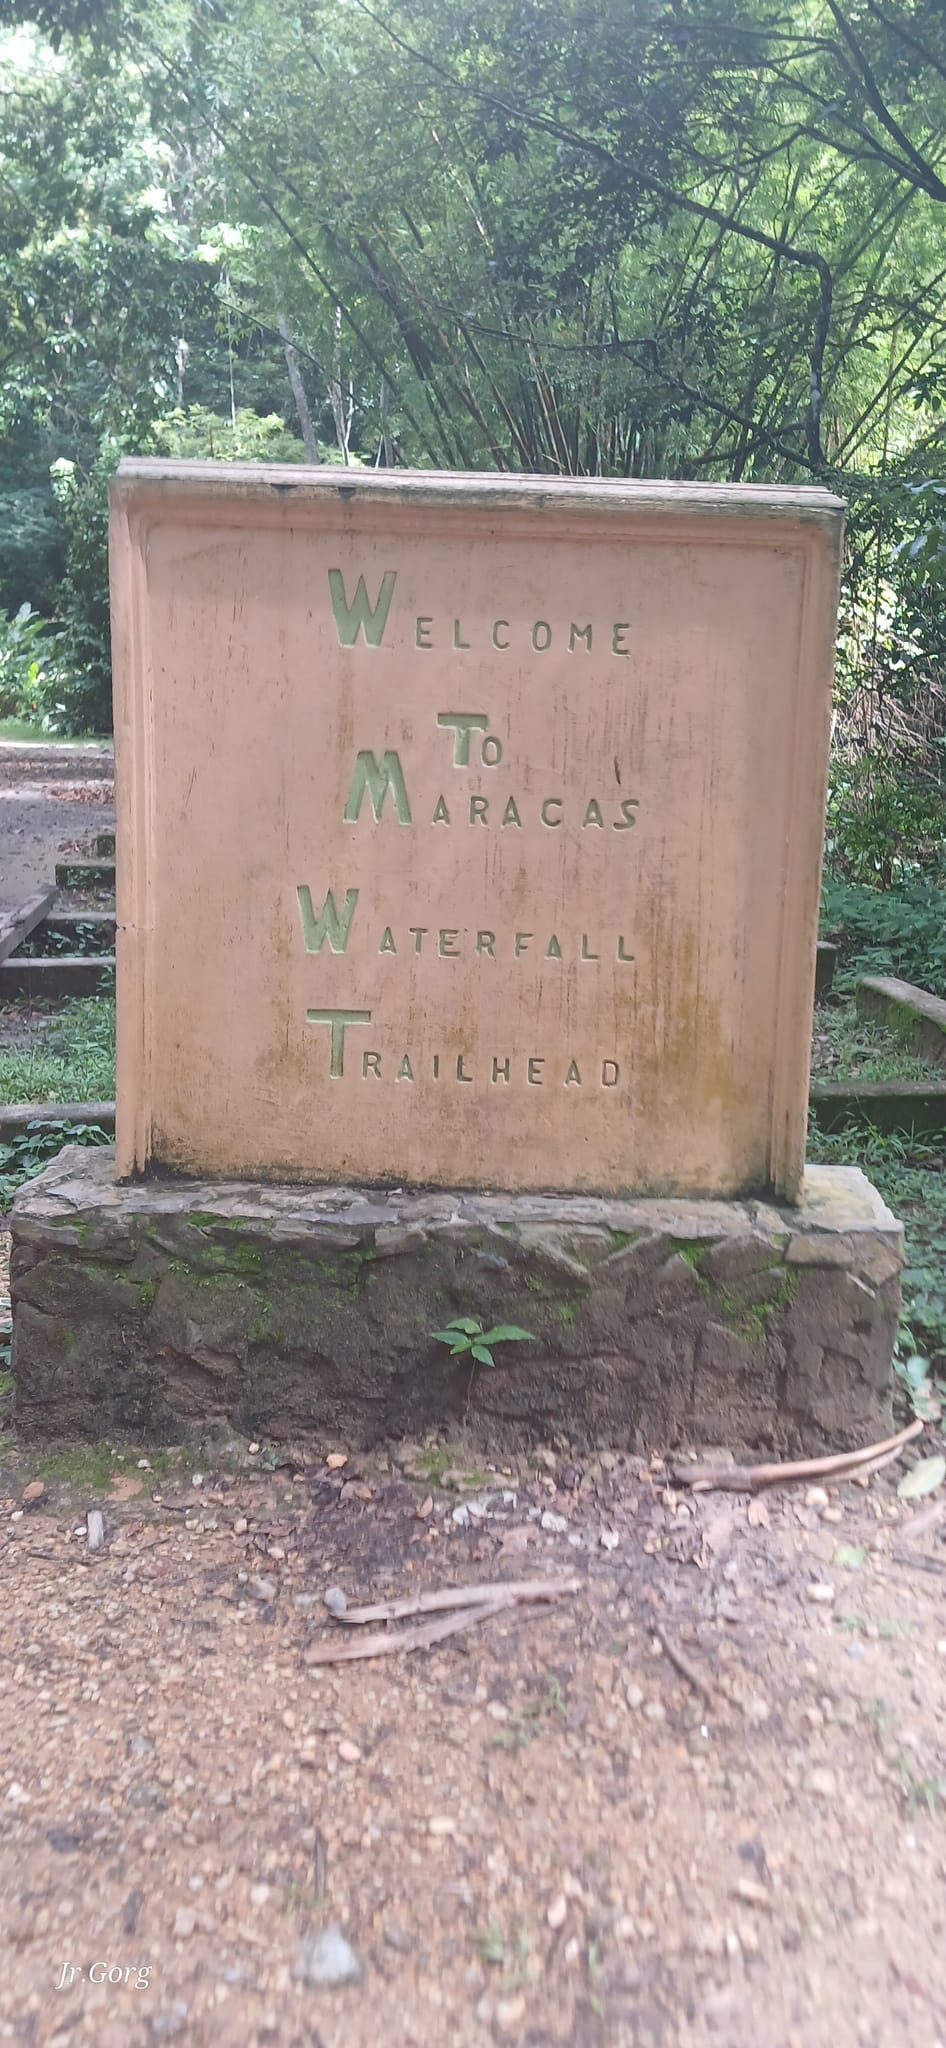 WELCOME
TO
MARACAS
WATERFALL
TRAILHEAD
Jr.Gorg